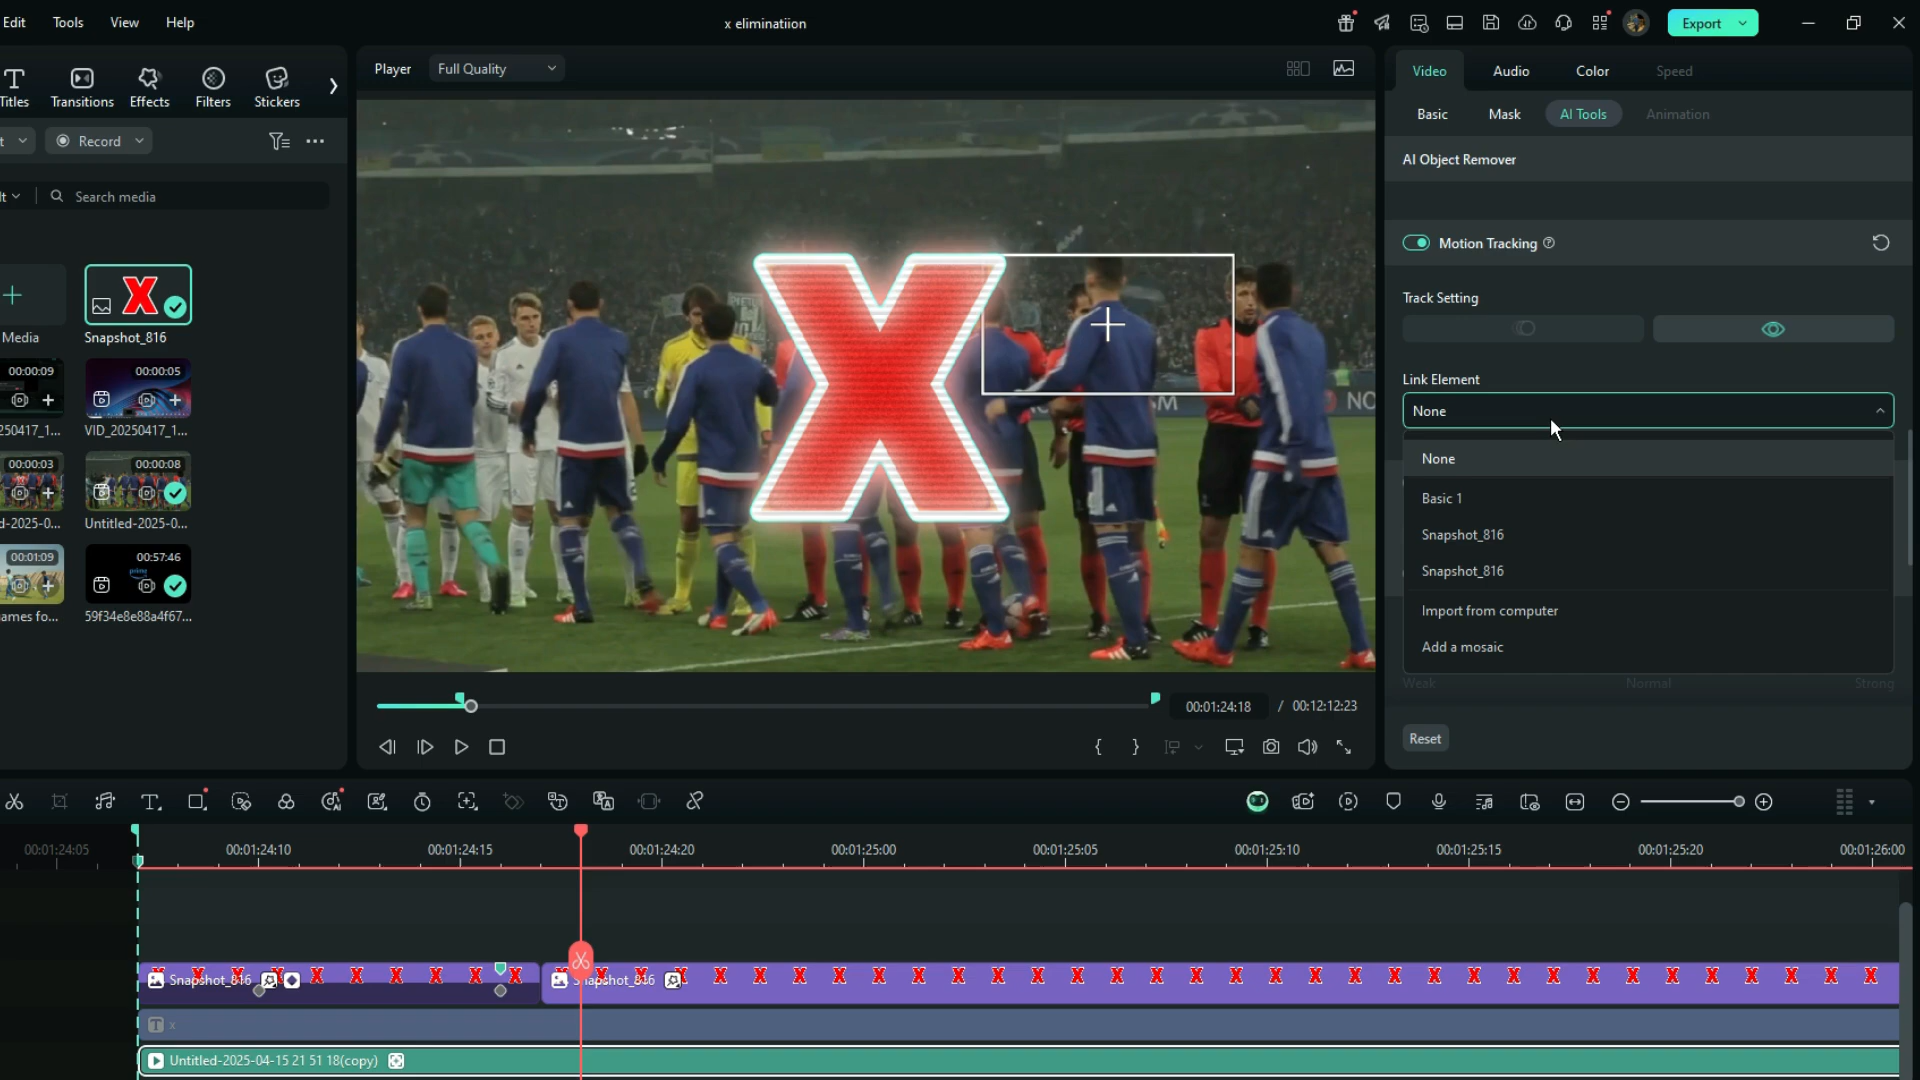 Edit Tools View Help
x eliminatiion
Export
Titles Transitions Effects Filters Stickers
Record
Search media
Media
Snapshot_816
00:00:09
00:00:05
250417_1...
VID_20250417_1...
00:00:03
00:00:08
d-2025-0...
Untitled-2025-0...
00:01:09
00:57:46
prime
ames fo...
59f34e8e88a4f67...
Player Full Quality
X
NO
00:01:24:18 / 00:12:12:23
Video Audio Color Speed
Basic Mask AI Tools Animation
AI Object Remover
Motion Tracking
Track Setting
Link Element
None
None
Basic 1
Snapshot_816
Snapshot_816
Import from computer
Add a mosaic
Weak Normal Strong
Reset
00:01:24:05 00:01:24:10 00:01:24:15 00:01:24:20 00:01:25:00 00:01:25:05 00:01:25:10 00:01:25:15 00:01:25:20 00:01:26:00
Snapshot_816
Snapshot_816
x
Untitled-2025-04-15 21 51 18(copy)